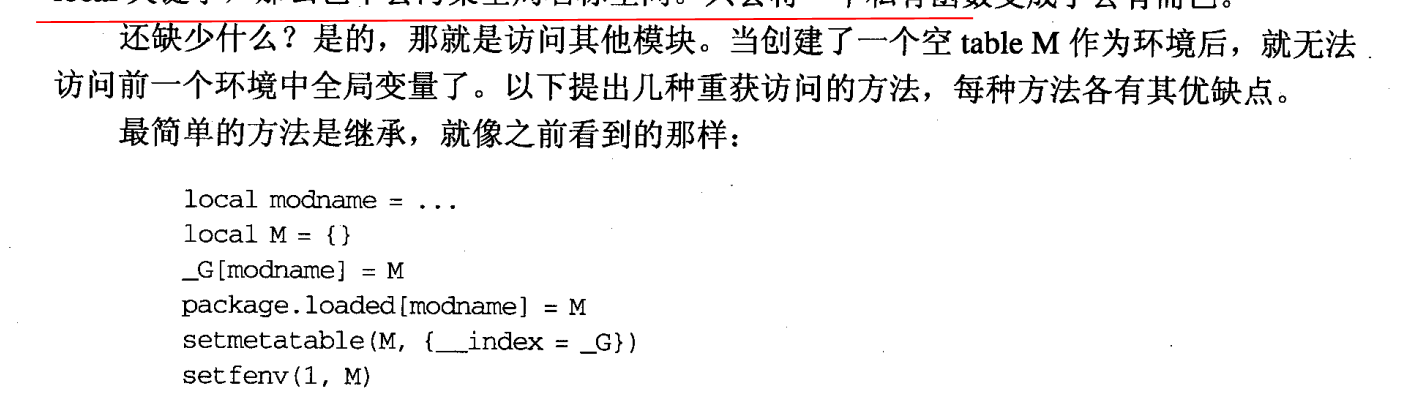 还缺少什么？是的，那就是访问其他模块。当创建了一个空 table M 作为环境后，就无法
访问前一个环境中全局变量了。以下提出几种重获访问的方法，每种方法各有其优缺点。
最简单的方法是继承，就像之前看到的那样：
local modname = ...
local M = {}
_G[modname] = M
package.loaded[modname] = M
setmetatable(M, {__index = _G})
setfenv(1, M)